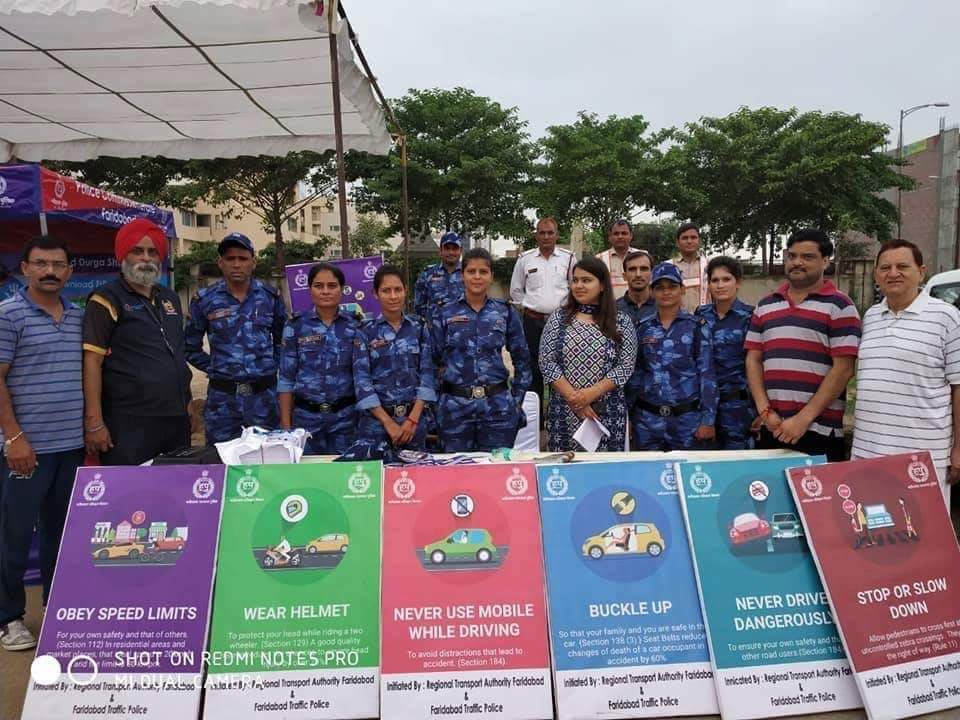 Police Commissionerate
Faridabad
Durga Sh
OBEY SPEED LIMITS
For your own safety and that of others.
(Section 112) In residential areas and
Initiated By : Regional Transport Authority Faridabad
&
Faridabad Traffic Police
WEAR HELMET
To protect your head while riding a two
wheeler (Section 129) A good quality
Regional Transport Authority Faridabad
&
Faridabad Traffic Police
NEVER USE MOBILE
WHILE DRIVING
To avoid distractions that lead to
accident. (Section 184).
Initiated By : Regional Transport Authority Faridabad
&
Faridabad Traffic Police
BUCKLE UP
So that your family and you are safe in the
car. (Section 138 (3) ) Seat Belts reduce
changes of death of a car occupant in
accident by 60%
Initiated By : Regional Transport Authority Faridabad
&
Faridabad Traffic Police
NEVER DRIVE
DANGEROUSLY
To ensure your own safety and the
other road users (Section 184
Innicated By : Regional Transport Authority Faridabad
&
Faridabad Traffic Police
STOP OR SLOW
DOWN
Allow pedestrians to cross first at
uncontrolled zebra crossings. They
the right of way (Rule 11)
Initiated By : Regional Transport Authority Faridabad
&
Faridabad Traffic Police
SHOT ON REDMI NOTE5 PRO
MI DUAL CAMERA